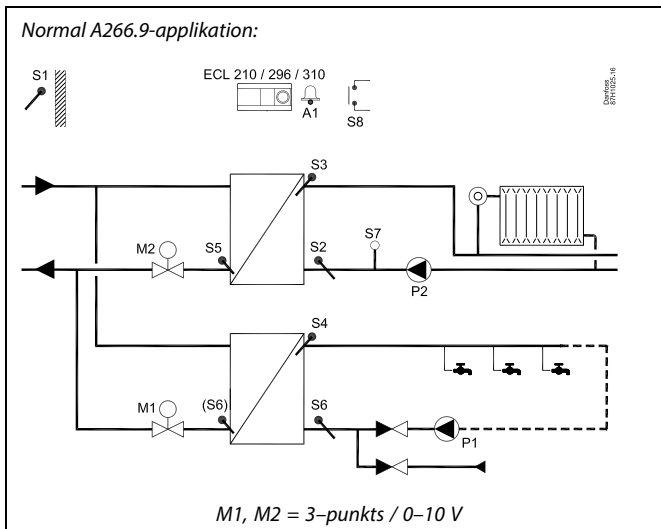 Normal A266.9-applikation:
S1
ECL 210 / 296 / 310
A1
S8
Danfoss
87H1025.16
S3
M2
S5
S2
S7
P2
S4
M1
(S6)
S6
P1
M1, M2 = 3–punkts / 0–10 V